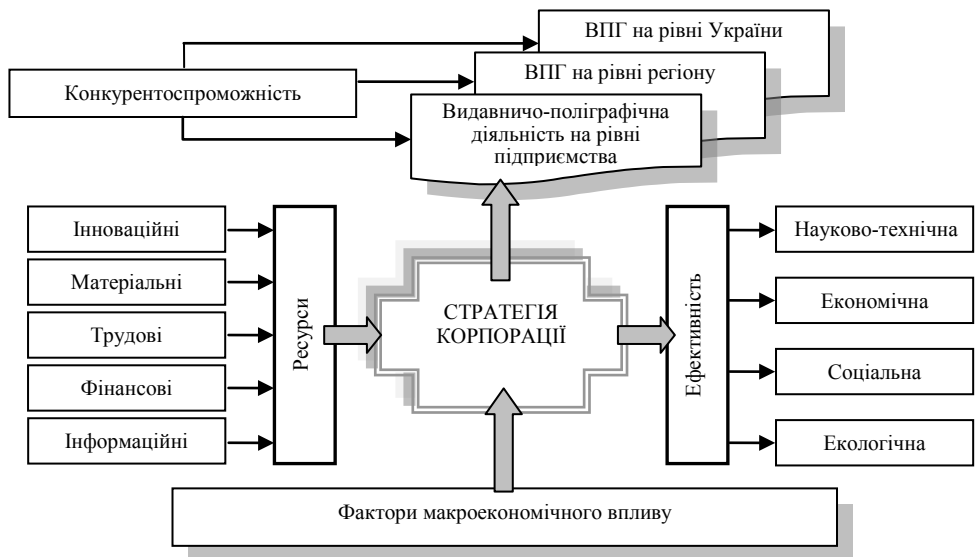 ВПГ на рівні України
ВПГ на рівні регіону
Конкурентоспроможність
Видавничо-поліграфічна
діяльність на рівні
підприємства
Інноваційні
Матеріальні
Трудові
Фінансові
Інформаційні
Ресурси
СТРАТЕГІЯ
КОРПОРАЦІЇ
Ефективність
Науково-технічна
Економічна
Соціальна
Екологічна
Фактори макроекономічного впливу